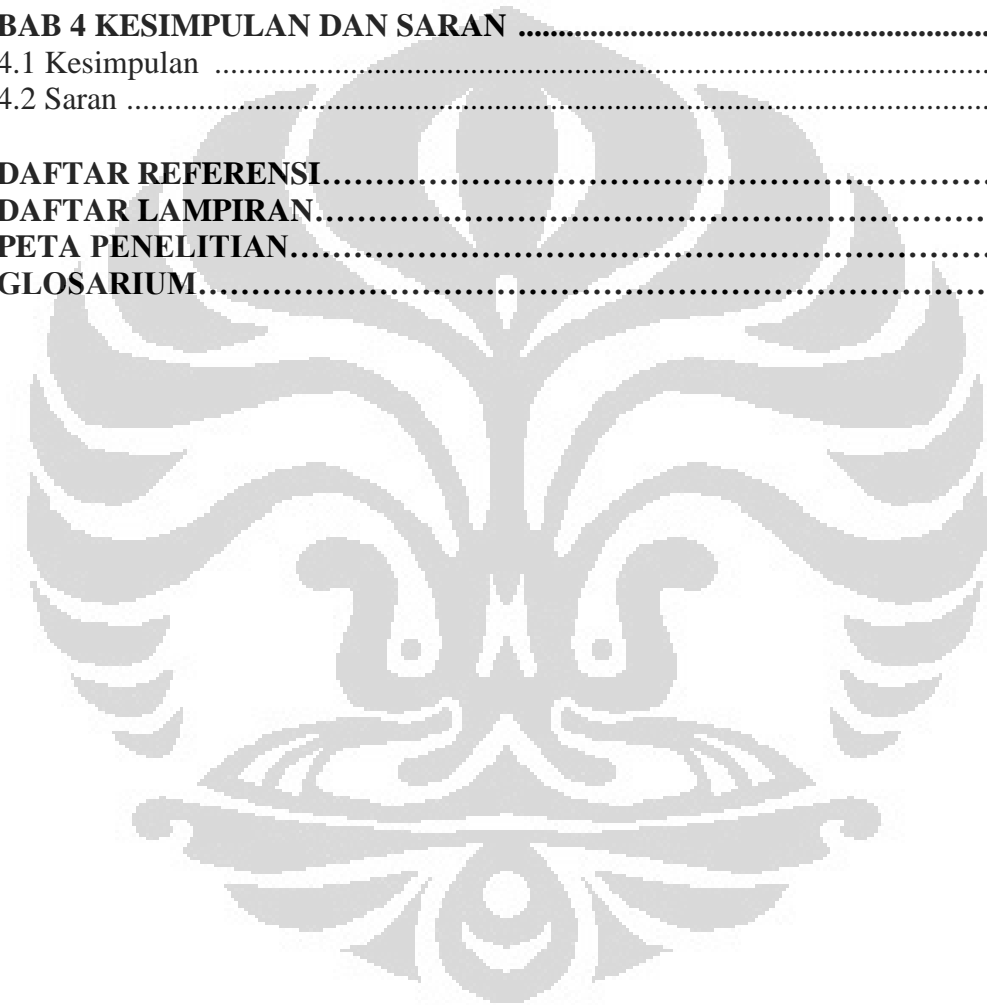 BAB 4 KESIMPULAN DAN SARAN ........................................................
4.1 Kesimpulan ....................................................................................
4.2 Saran ..............................................................................................
DAFTAR REFERENSI........................................................................
DAFTAR LAMPIRAN.........................................................................
PETA PENELITIAN............................................................................
GLOSARIUM......................................................................................